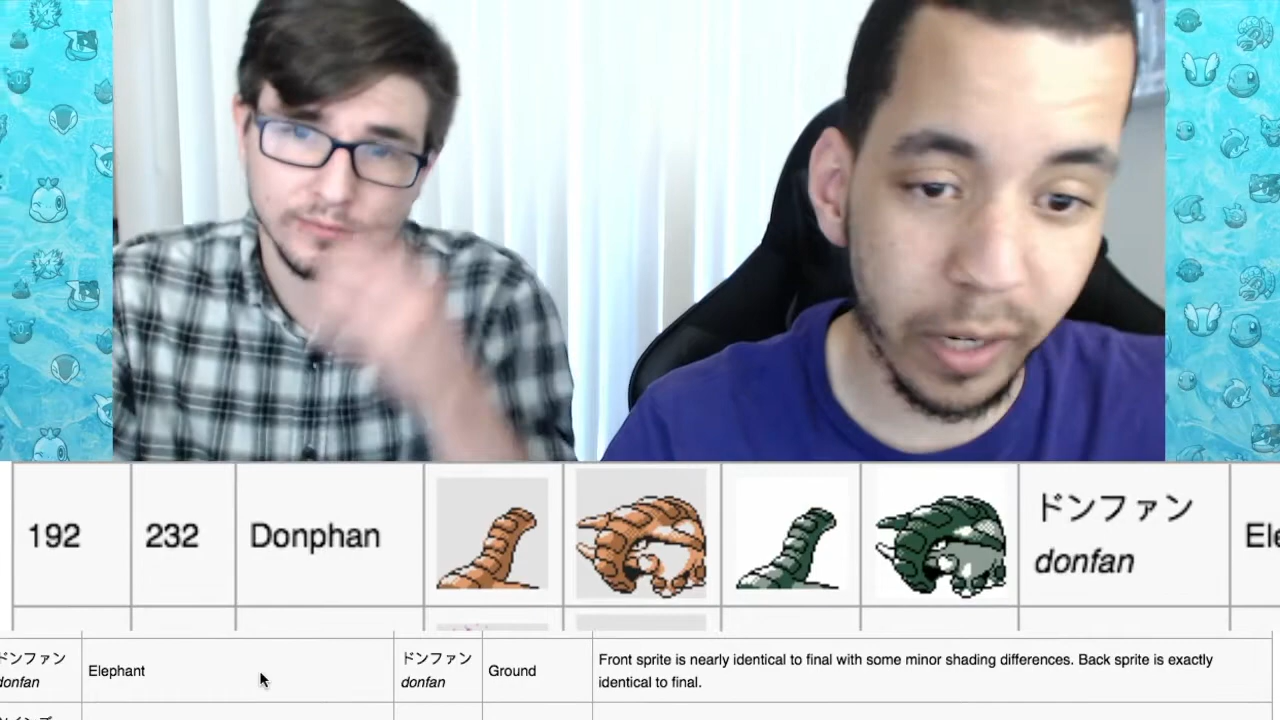 192 232 Donphan ドンファン
donfan
ドンファン
donfan
Elephant
ドンファン
donfan
Ground
Front sprite is nearly identical to final with some minor shading differences. Back sprite is exactly
identical to final.